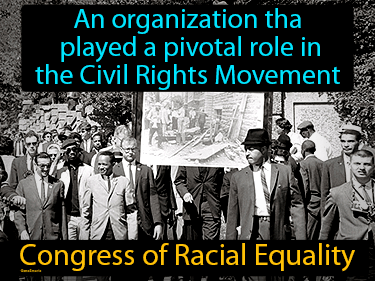 An organization tha
played a pivotal role in
the Civil Rights Movement
Congress of Racial Equality